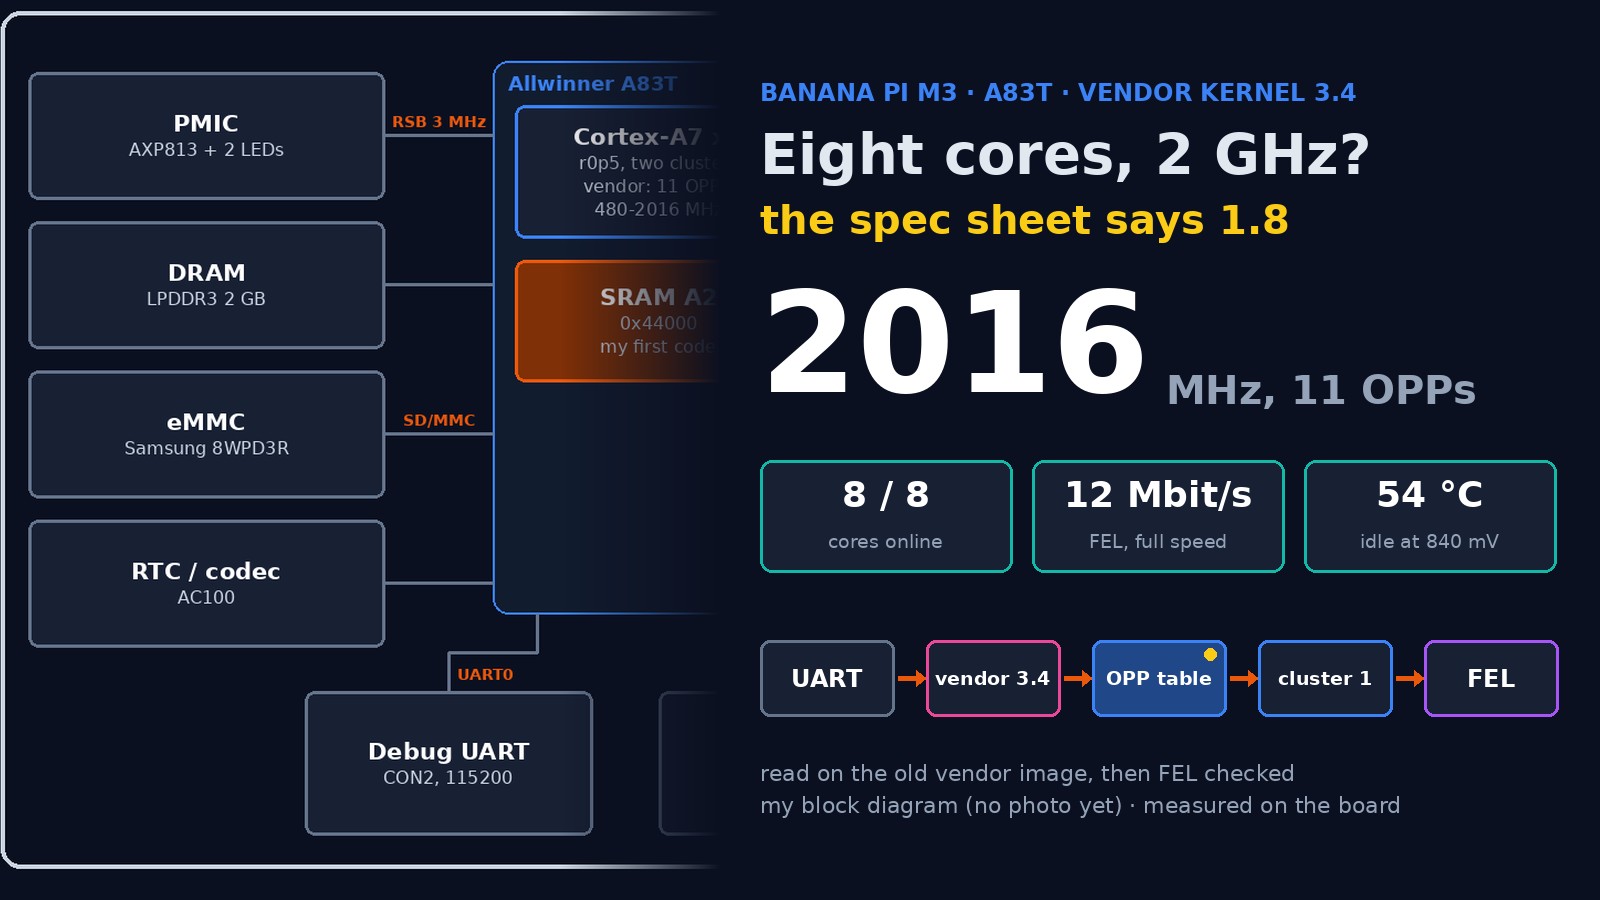 PMIC
AXP813 + 2 LEDs
RSB 3 MHz
DRAM
LPDDR3 2 GB
eMMC
Samsung 8WPD3R
SD/MMC
RTC / codec
AC100
Allwinner A83T
Cortex-A7
r0p5, two
vendor: 11 OPP
480-2016 MHz
SRAM A2
0x44000
my first code
UART0
Debug UART
CON2, 115200
BANANA PI M3 · A83T · VENDOR KERNEL 3.4
Eight cores, 2 GHz?
the spec sheet says 1.8
2016 MHz, 11 OPPs
8 / 8
cores online
12 Mbit/s
FEL, full speed
54 °C
idle at 840 mV
UART
vendor 3.4
OPP table
cluster 1
FEL
read on the old vendor image, then FEL checked
my block diagram (no photo yet) · measured on the board